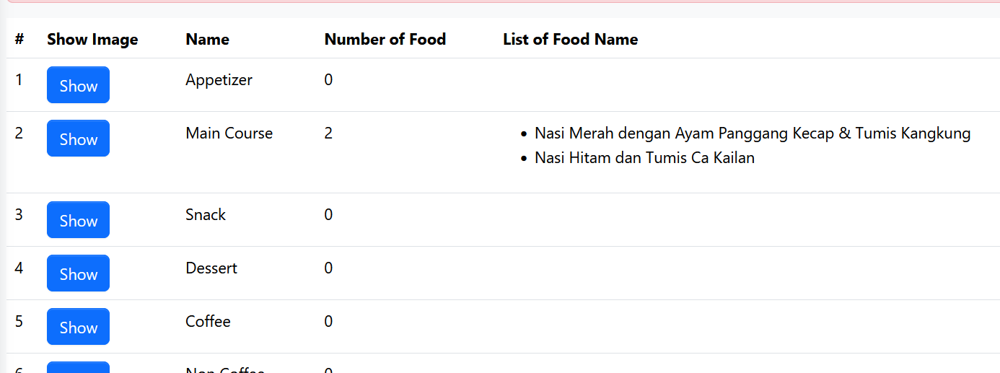 # Show Image Name Number of Food List of Food Name
1 Show Appetizer 0
2 Show Main Course 2 • Nasi Merah dengan Ayam Panggang Kecap & Tumis Kangkung
• Nasi Hitam dan Tumis Ca Kailan
3 Show Snack 0
4 Show Dessert 0
5 Show Coffee 0
6 Non Coffee 0